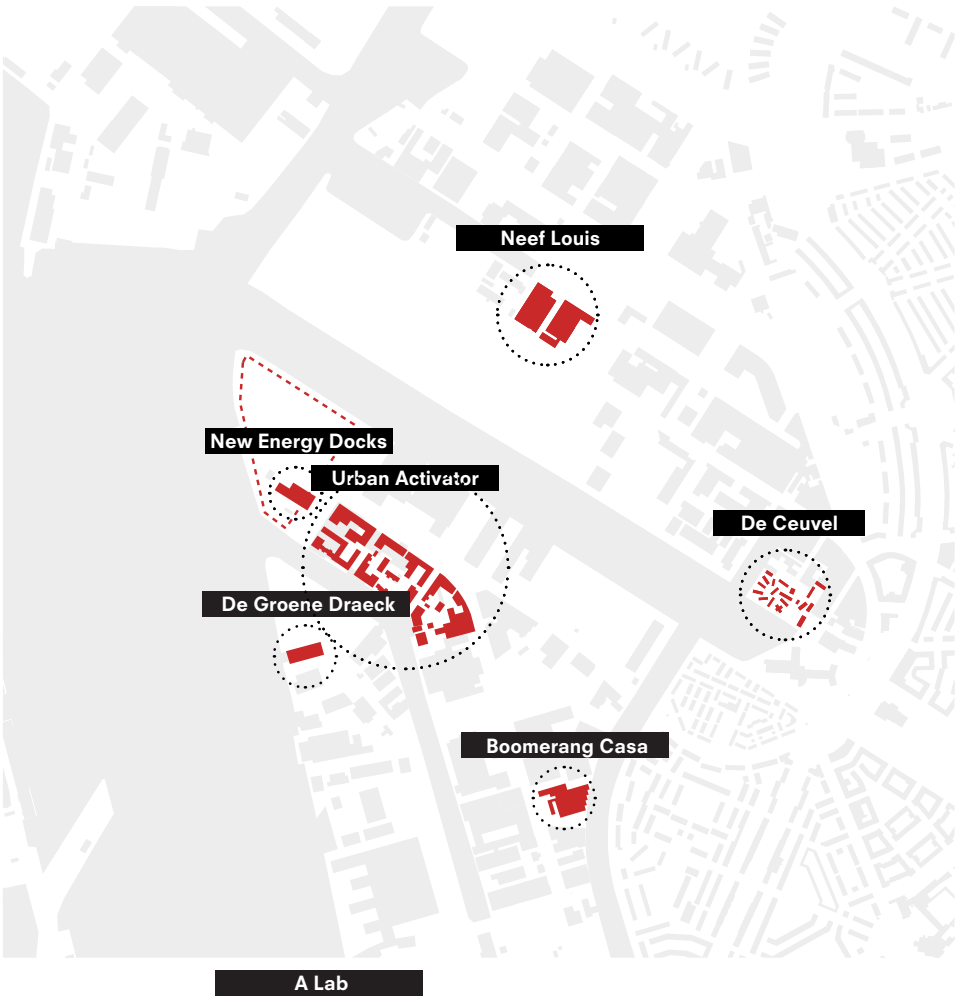 Neef Louis
New Energy Docks
Urban Activator
De Ceuvel
De Groene Draeck
Boomerang Casa
A Lab